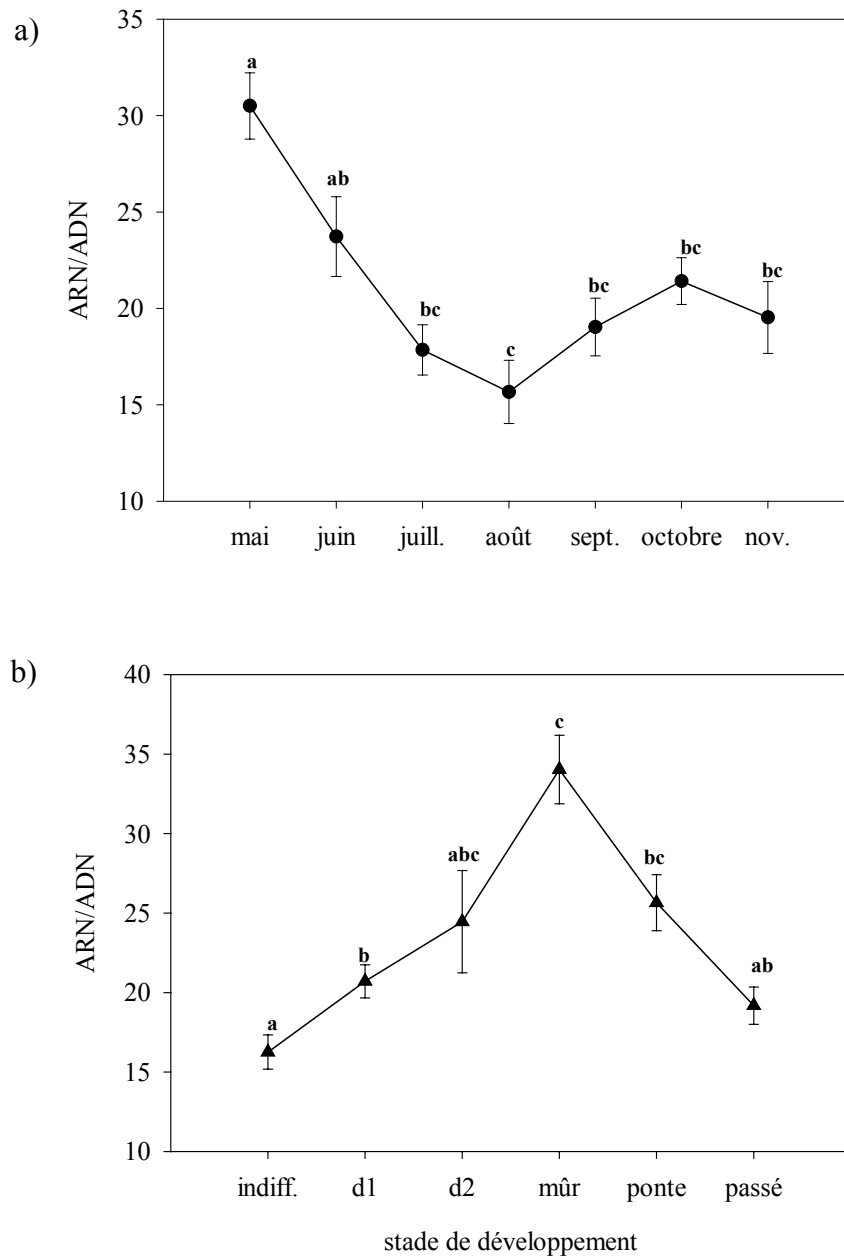 a)
35
30
25
20
15
10
ARN/ADN
a
ab
bc
c
bc
bc
bc
mai juin juill. août sept. octobre nov.
b)
40
35
30
25
20
15
10
ARN/ADN
a
b
abc
c
bc
ab
indiff. d1 d2 mûr ponte passé
stade de développement